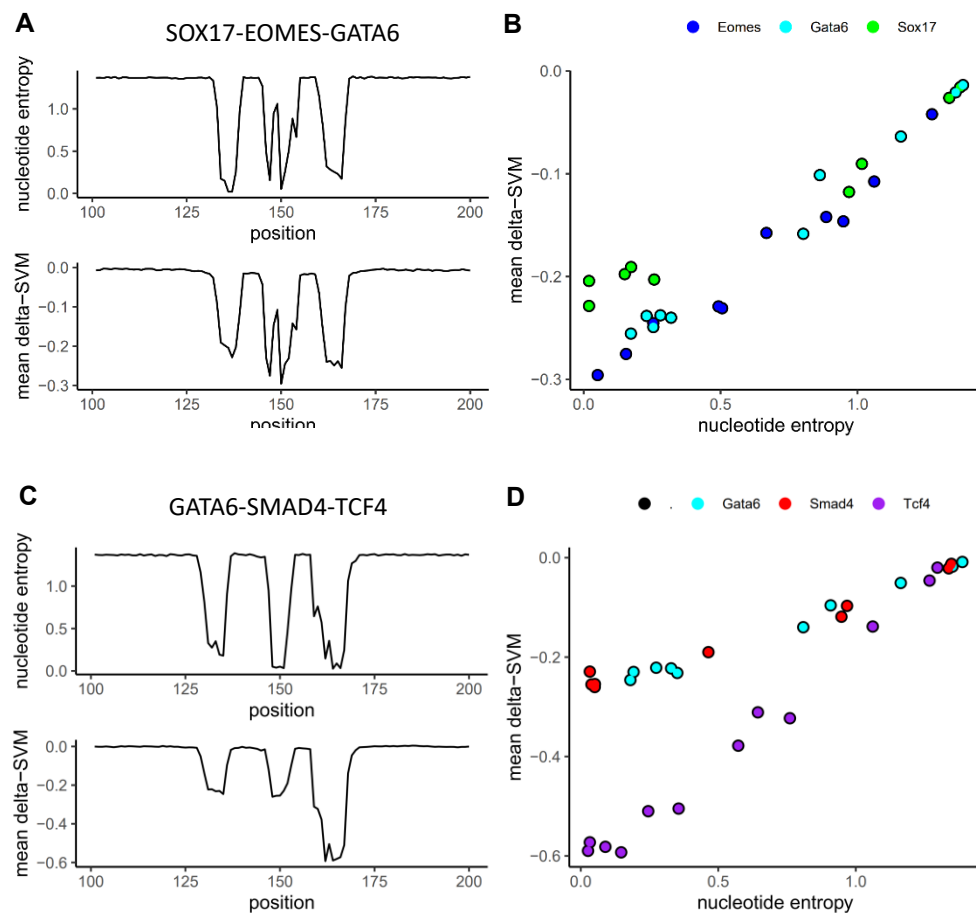 A
SOX17-EOMES-GATA6
nucleotide entropy
1.0
0.5
0.0
100 125 150 175 200
position
mean delta−SVM
0.0
−0.1
−0.2
−0.3
100 125 150 175 200
position
B
Eomes Gata6 Sox17
mean delta−SVM
0.0
−0.1
−0.2
−0.3
0.0 0.5 1.0
nucleotide entropy
C
GATA6-SMAD4-TCF4
nucleotide entropy
1.0
0.5
0.0
100 125 150 175 200
position
mean delta−SVM
0.0
−0.2
−0.4
−0.6
100 125 150 175 200
position
D
. Gata6 Smad4 Tcf4
mean delta−SVM
0.0
−0.2
−0.4
−0.6
0.0 0.5 1.0
nucleotide entropy